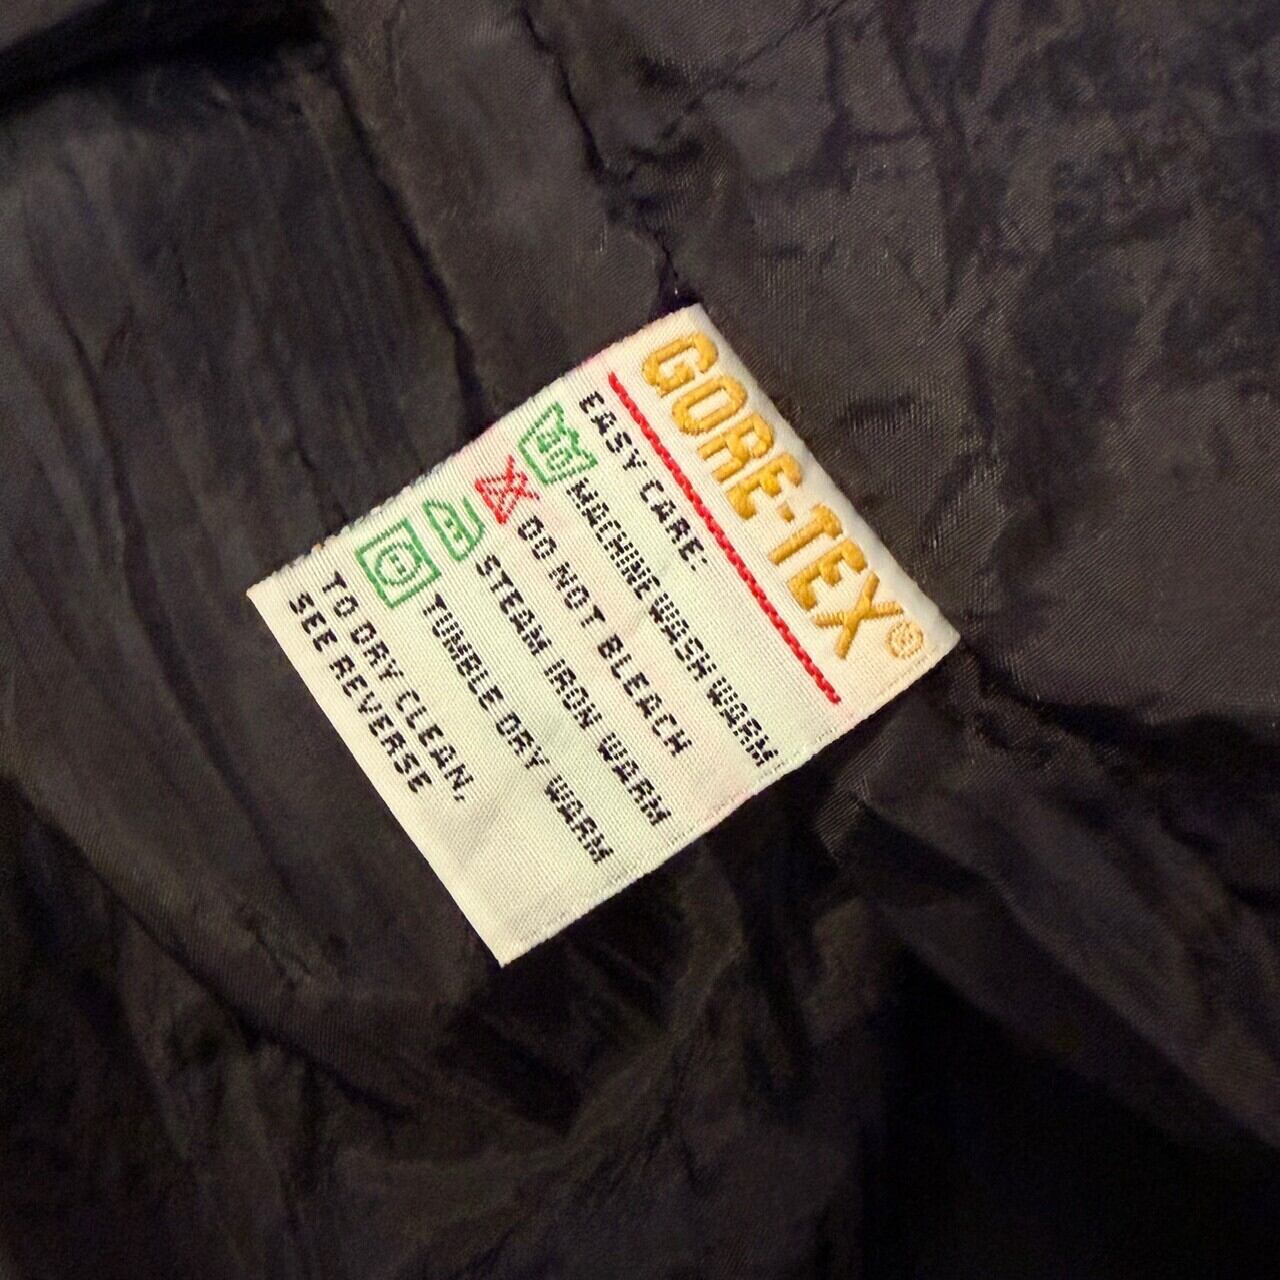 GORE-TEX®
EASY CARE:
MACHINE WASH WARM
DO NOT BLEACH
STEAM IRON WARM
TUMBLE DRY WARM
TO DRY CLEAN,
SEE REVERSE